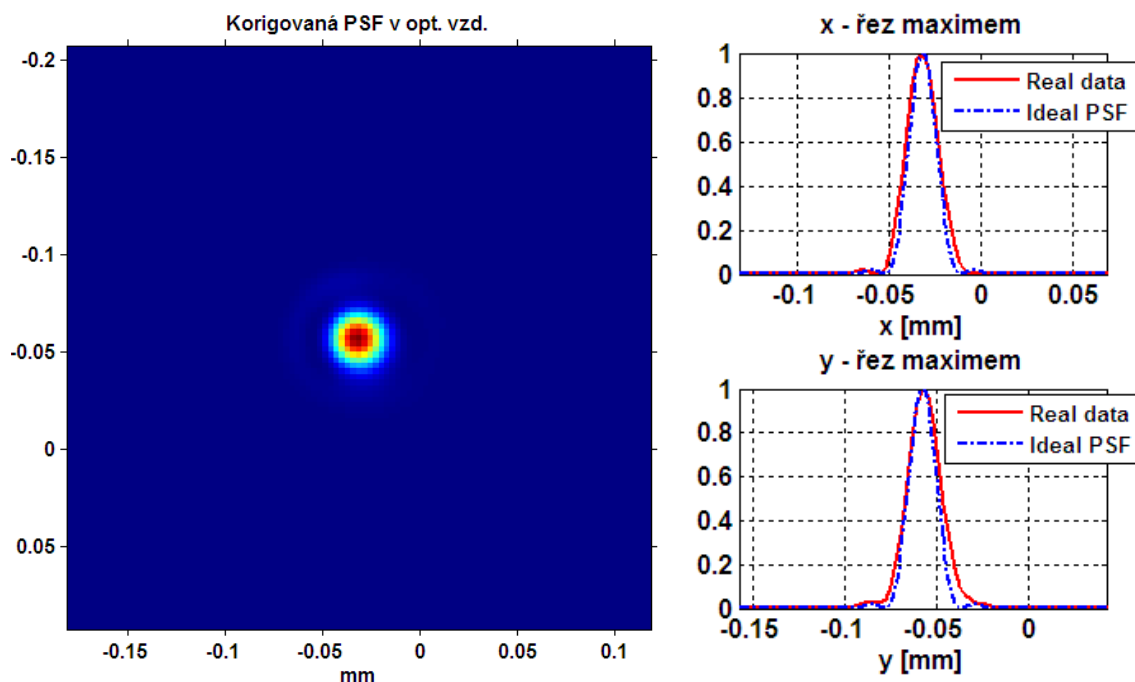 Korigovaná PSF v opt. vzd.
-0.2
-0.15
-0.1
-0.05
0
0.05
-0.15 -0.1 -0.05 0 0.05 0.1
mm
x - řez maximem
1
0.8
0.6
0.4
0.2
0
Real data
Ideal PSF
-0.1 -0.05 0 0.05
x [mm]
y - řez maximem
1
0.8
0.6
0.4
0.2
0
Real data
Ideal PSF
-0.15 -0.1 -0.05 0
y [mm]